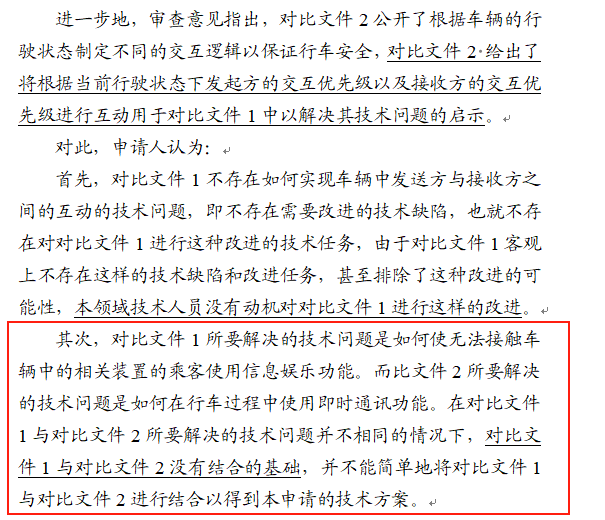 进一步地，审查意见指出，对比文件 2 公开了根据车辆的行
驶状态制定不同的交互逻辑以保证行车安全，对比文件 2 给出了
将根据当前行驶状态下发起方的交互优先级以及接收方的交互优
先级进行互动用于对比文件 1 中以解决其技术问题的启示。
对此，申请人认为：
首先，对比文件 1 不存在如何实现车辆中发送方与接收方之
间的互动的技术问题，即不存在需要改进的技术缺陷，也就不存
在对对比文件 1 进行这种改进的技术任务，由于对比文件 1 客观
上不存在这样的技术缺陷和改进任务，甚至排除了这种改进的可
能性，本领域技术人员没有动机对对比文件 1 进行这样的改进。
其次，对比文件 1 所要解决的技术问题是如何使无法接触车
辆中的相关装置的乘客使用信息娱乐功能。而比文件 2 所要解决
的技术问题是如何在行车过程中使用即时通讯功能。在对比文件
1 与对比文件 2 所要解决的技术问题并不相同的情况下，对比文
件 1 与对比文件 2 没有结合的基础，并不能简单地将对比文件 1
与对比文件 2 进行结合以得到本申请的技术方案。